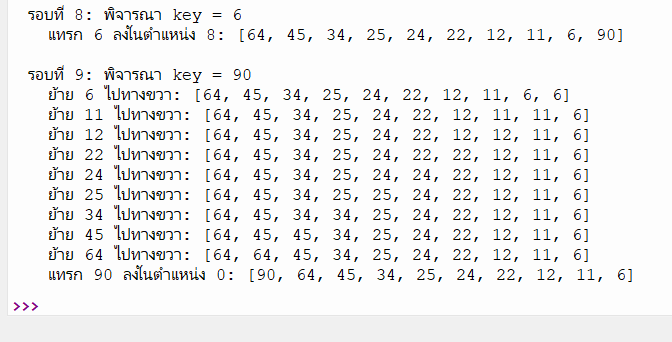 รอบที่ 8: พิจารณา key = 6
แทรก 6 ลงในตำแหน่ง 8: [64, 45, 34, 25, 24, 22, 12, 11, 6, 90]
รอบที่ 9: พิจารณา key = 90
ย้าย 6 ไปทางขวา: [64, 45, 34, 25, 24, 22, 12, 11, 6, 6]
ย้าย 11 ไปทางขวา: [64, 45, 34, 25, 24, 22, 12, 11, 11, 6]
ย้าย 12 ไปทางขวา: [64, 45, 34, 25, 24, 22, 12, 12, 11, 6]
ย้าย 22 ไปทางขวา: [64, 45, 34, 25, 24, 22, 22, 12, 11, 6]
ย้าย 24 ไปทางขวา: [64, 45, 34, 25, 24, 24, 22, 12, 11, 6]
ย้าย 25 ไปทางขวา: [64, 45, 34, 25, 25, 24, 22, 12, 11, 6]
ย้าย 34 ไปทางขวา: [64, 45, 34, 34, 25, 24, 22, 12, 11, 6]
ย้าย 45 ไปทางขวา: [64, 45, 45, 34, 25, 24, 22, 12, 11, 6]
ย้าย 64 ไปทางขวา: [64, 64, 45, 34, 25, 24, 22, 12, 11, 6]
แทรก 90 ลงในตำแหน่ง 0: [90, 64, 45, 34, 25, 24, 22, 12, 11, 6]
>>>